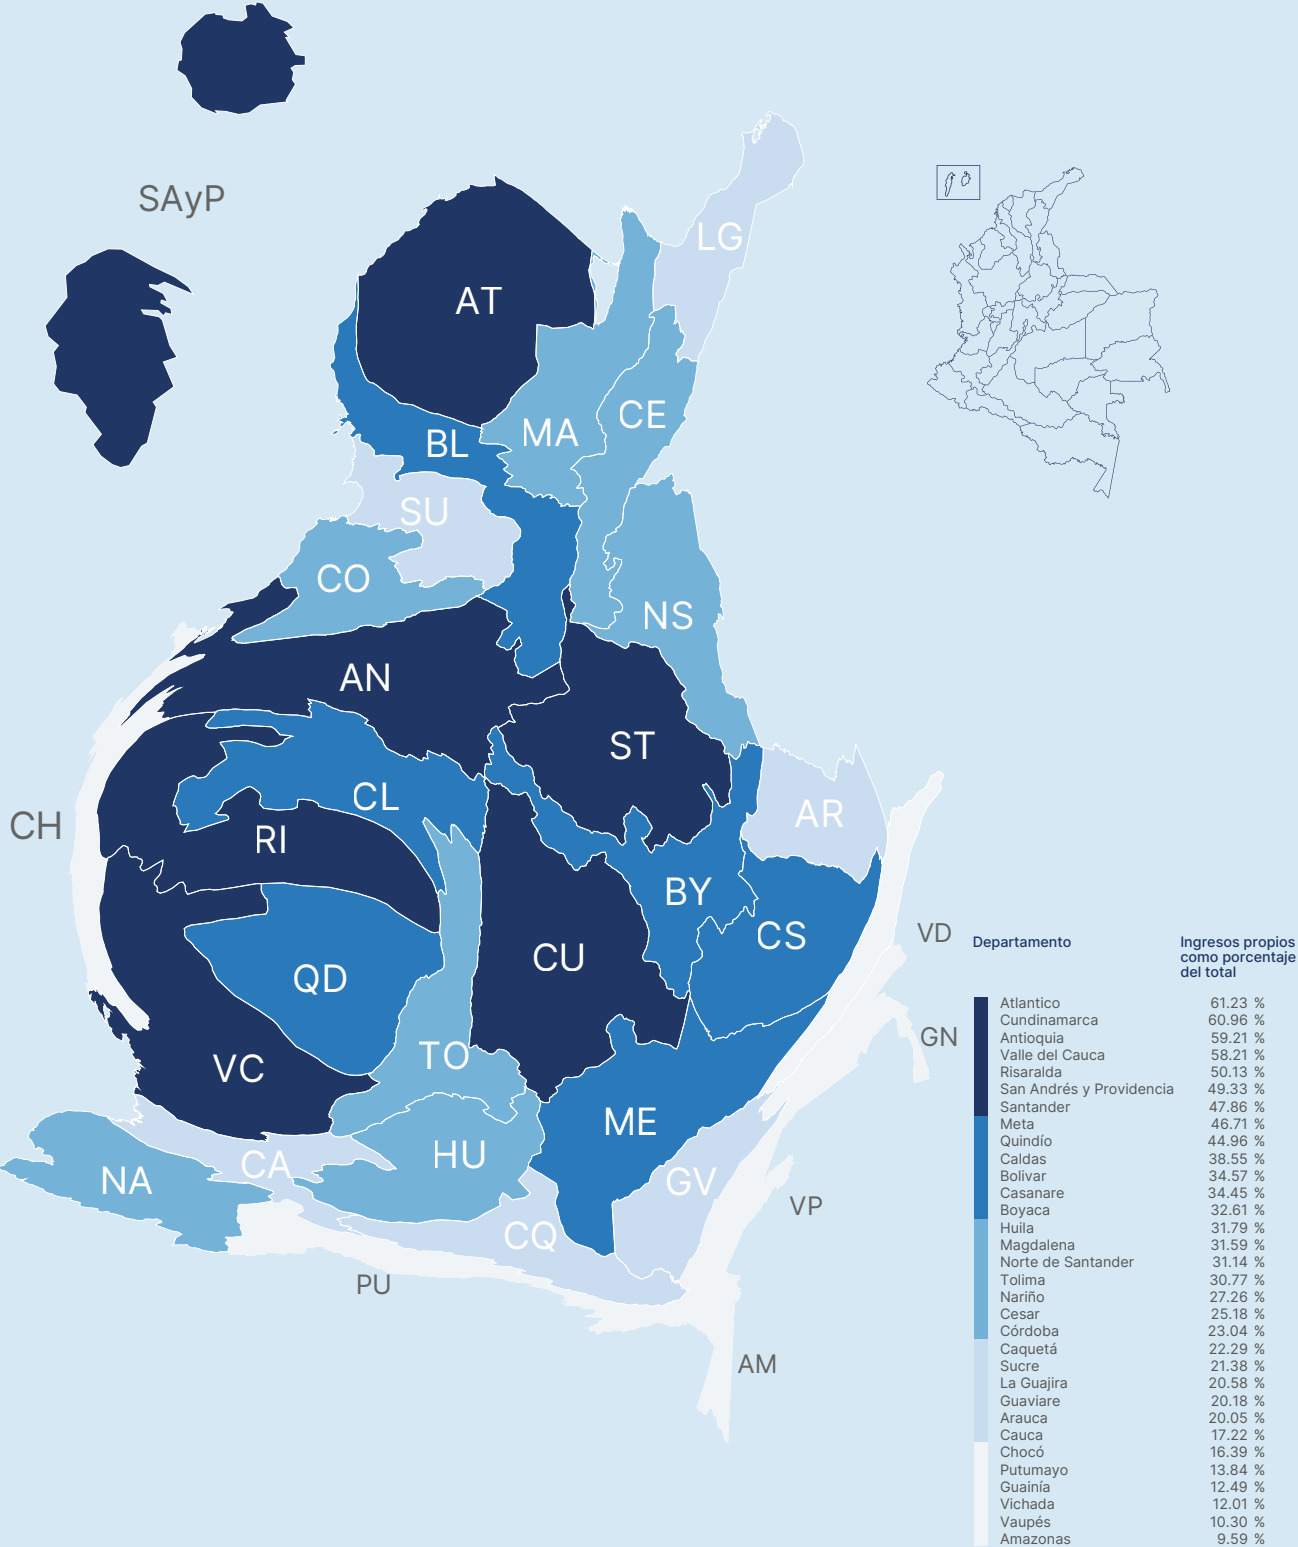 SAyP
LG
AT
CE
MA
BL
SU
CO
NS
AN
ST
CL
AR
CH
RI
BY
VD
CS
CU
QD
GN
TO
VC
ME
HU
CA
NA
GV
VP
CQ
PU
AM
Departamento
Ingresos propios
como porcentaje
del total
Atlantico 61.23 %
Cundinamarca 60.96 %
Antioquia 59.21 %
Valle del Cauca 58.21 %
Risaralda 50.13 %
San Andrés y Providencia 49.33 %
Santander 47.86 %
Meta 46.71 %
Quindío 44.96 %
Caldas 38.55 %
Bolivar 34.57 %
Casanare 34.45 %
Boyaca 32.61 %
Huila 31.79 %
Magdalena 31.59 %
Norte de Santander 31.14 %
Tolima 30.77 %
Nariño 27.26 %
Cesar 25.18 %
Córdoba 23.04 %
Caquetá 22.29 %
Sucre 21.38 %
La Guajira 20.58 %
Guaviare 20.18 %
Arauca 20.05 %
Cauca 17.22 %
Chocó 16.39 %
Putumayo 13.84 %
Guainía 12.49 %
Vichada 12.01 %
Vaupés 10.30 %
Amazonas 9.59 %